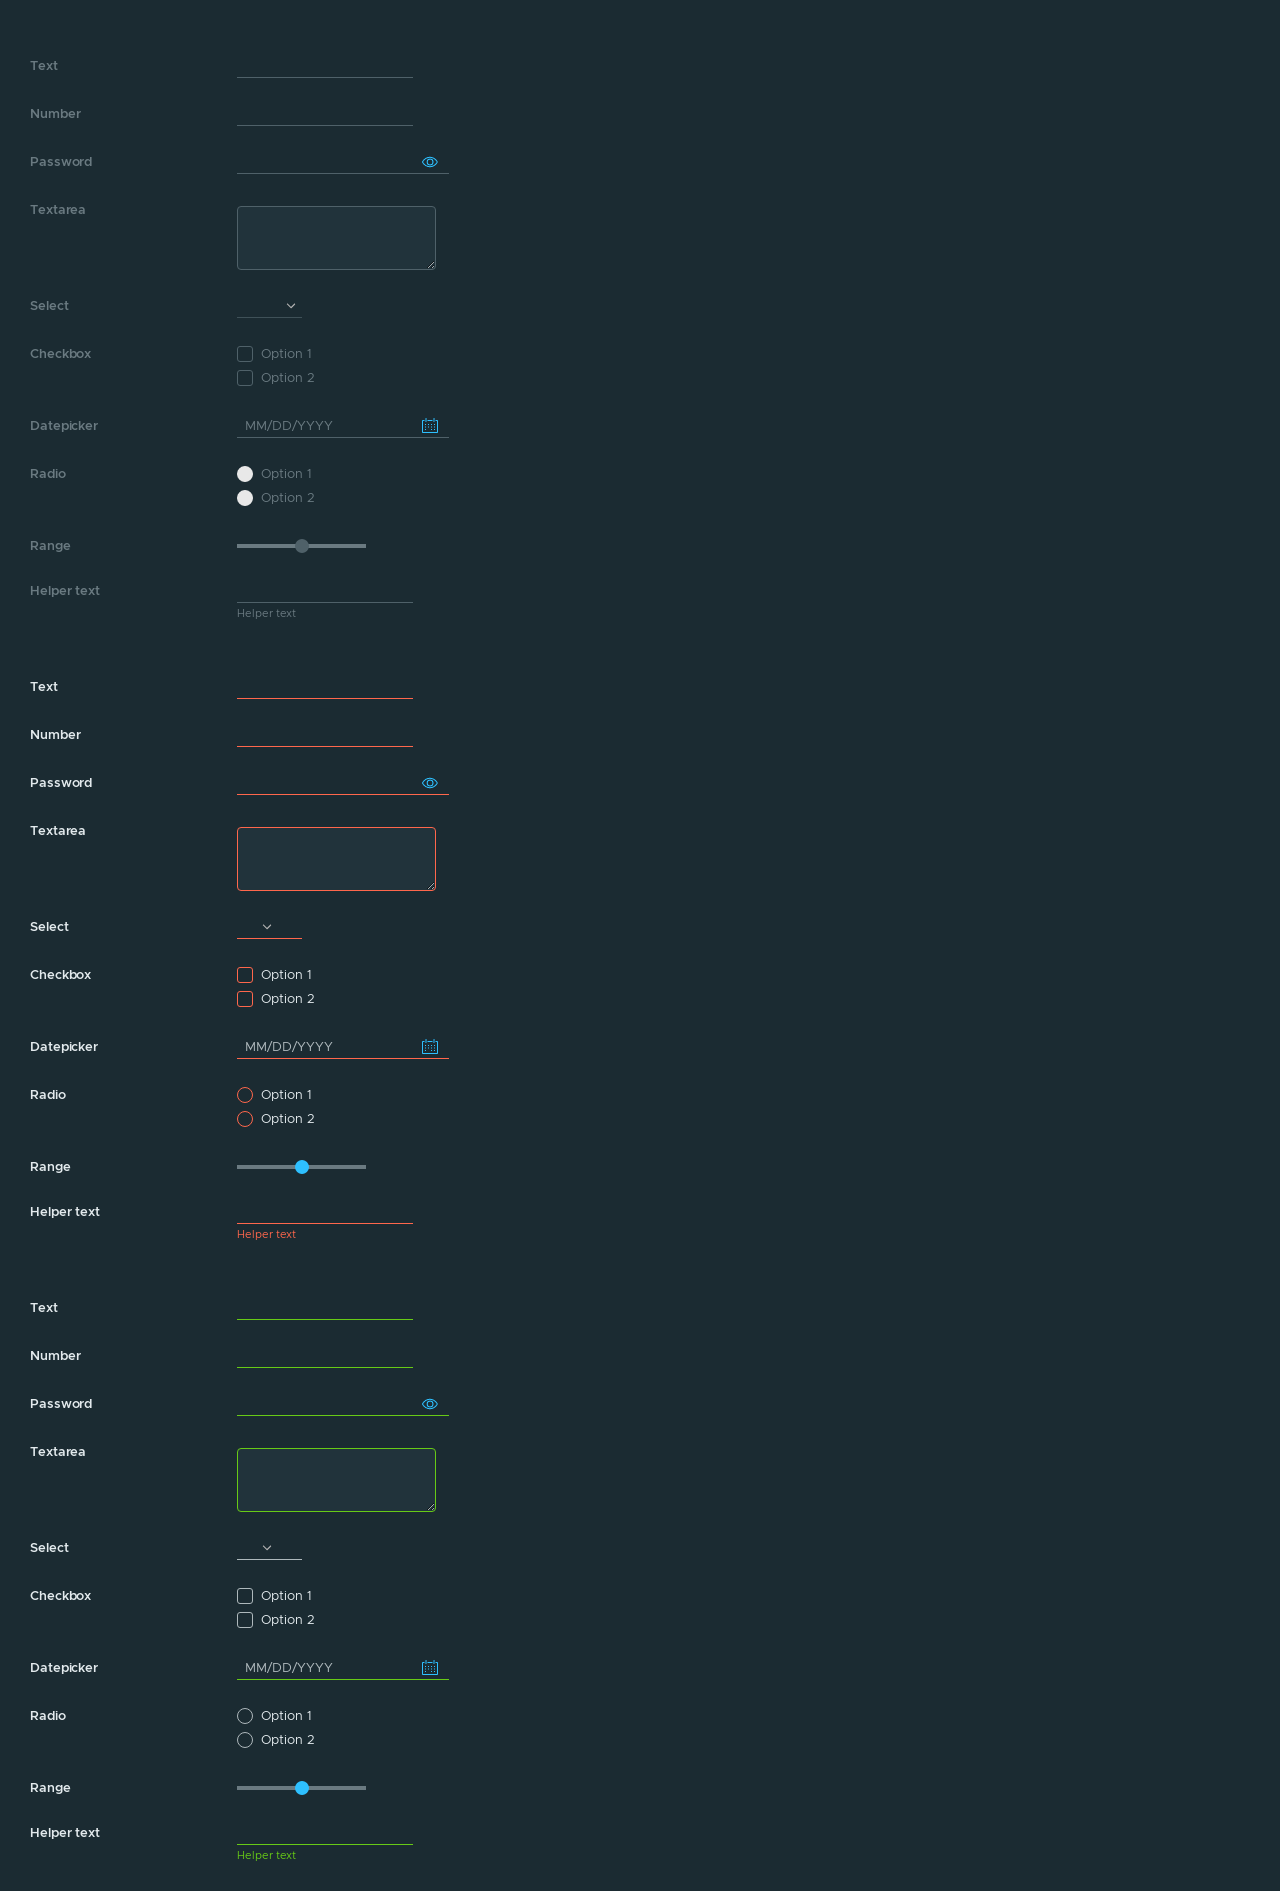 Text
Number
Password
Textarea
Select
Checkbox
Option 1
Option 2
Datepicker
MM/DD/YYYY
Radio
Option 1
Option 2
Range
Helper text
Helper text
Text
Number
Password
Textarea
Select
Checkbox
Option 1
Option 2
Datepicker
MM/DD/YYYY
Radio
Option 1
Option 2
Range
Helper text
Helper text
Text
Number
Password
Textarea
Select
Checkbox
Option 1
Option 2
Datepicker
MM/DD/YYYY
Radio
Option 1
Option 2
Range
Helper text
Helper text